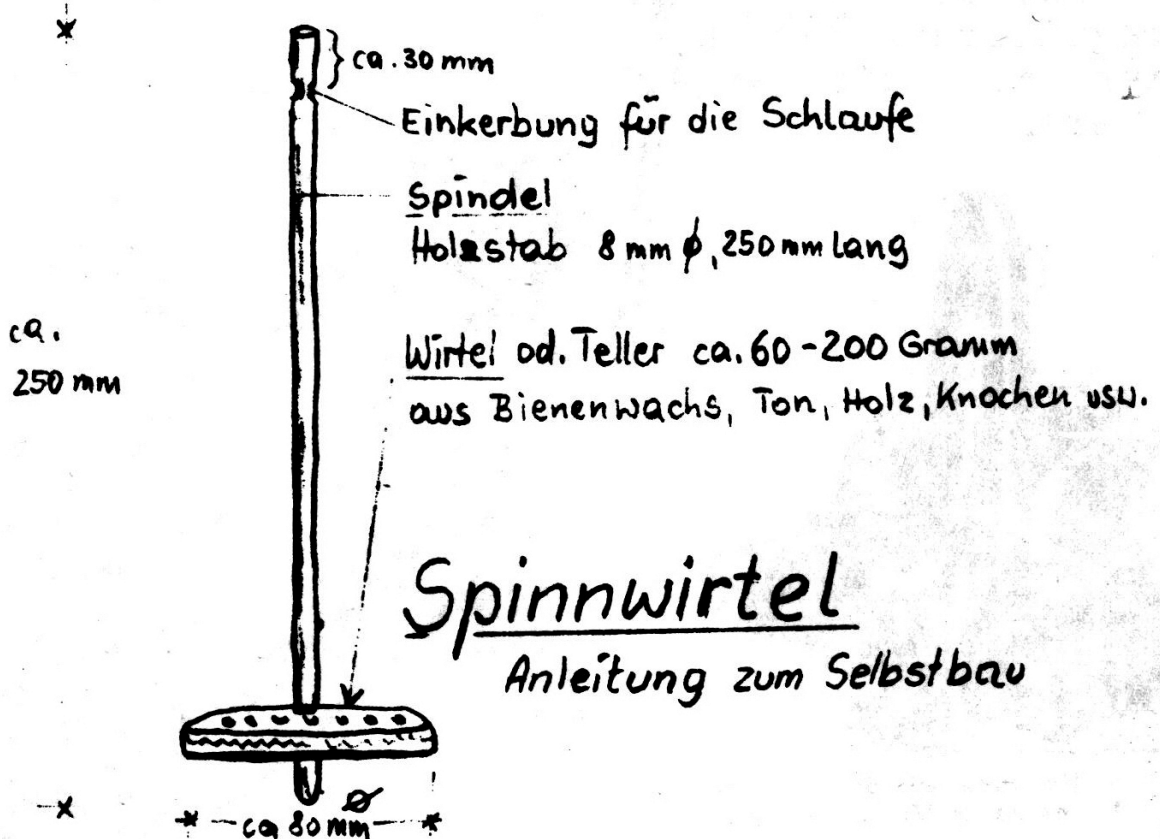 ca. 30 mm
Einkerbung für die Schlaufe
Spindel
Holzstab 8 mm ϕ, 250 mm lang
ca.
250 mm
Wirtel od. Teller ca. 60 - 200 Gramm
aus Bienenwachs, Ton, Holz, Knochen usw.
Spinnwirtel
Anleitung zum Selbstbau
ca 80 mm ∅